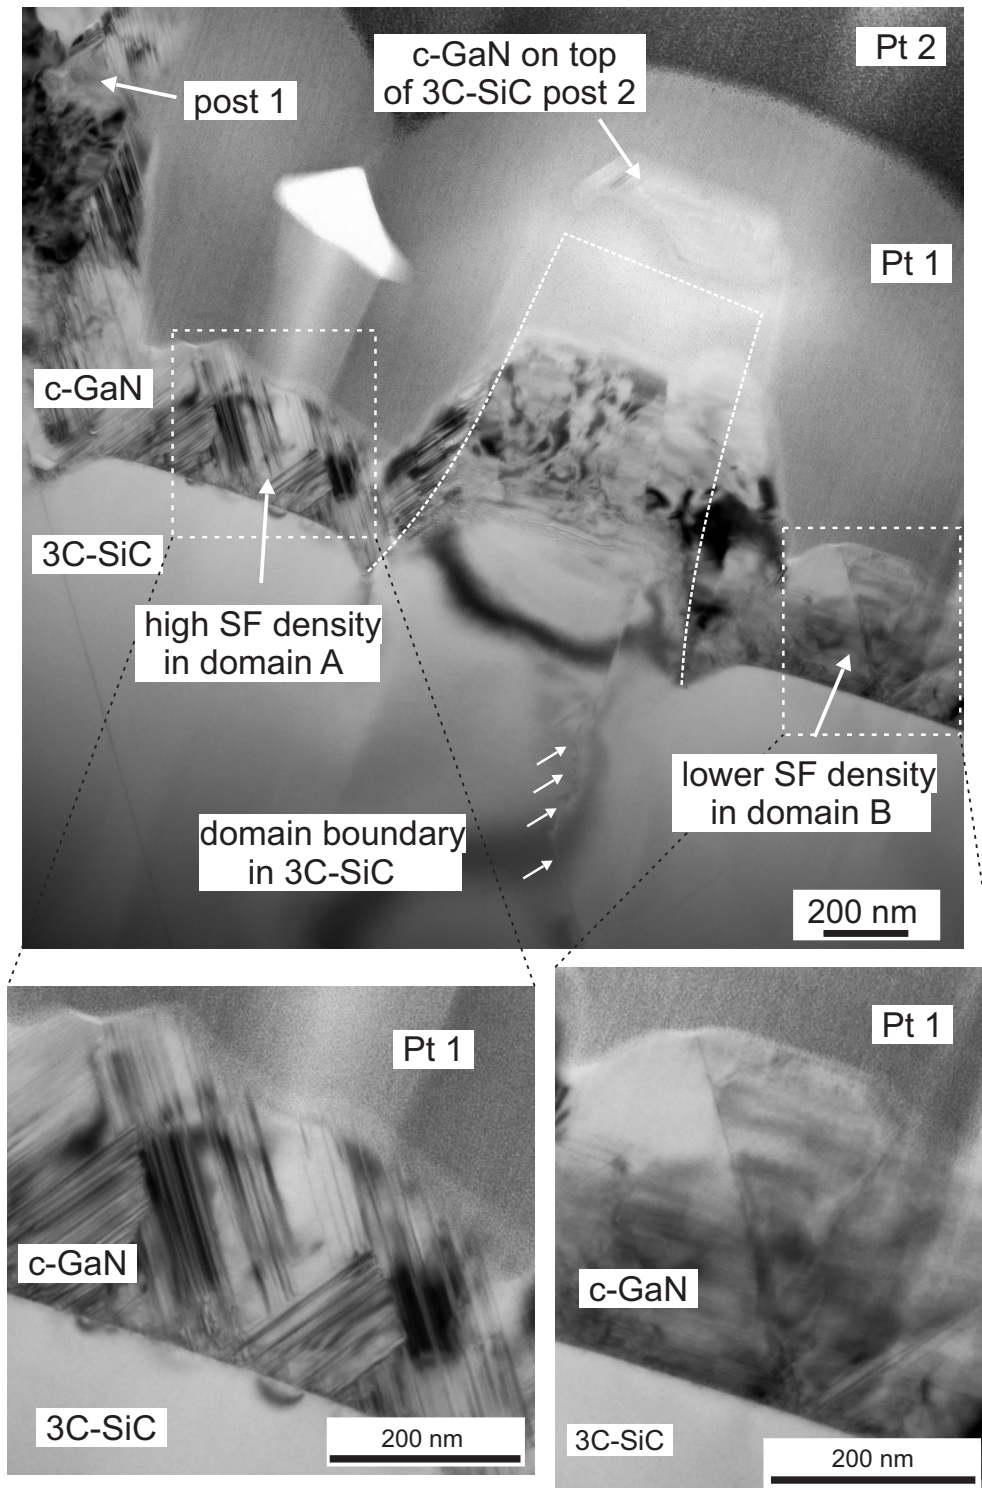 Pt 2
c-GaN on top
of 3C-SiC post 2
post 1
Pt 1
c-GaN
3C-SiC
high SF density
in domain A
lower SF density
in domain B
domain boundary
in 3C-SiC
200 nm
Pt 1
c-GaN
3C-SiC
200 nm
Pt 1
c-GaN
3C-SiC
200 nm